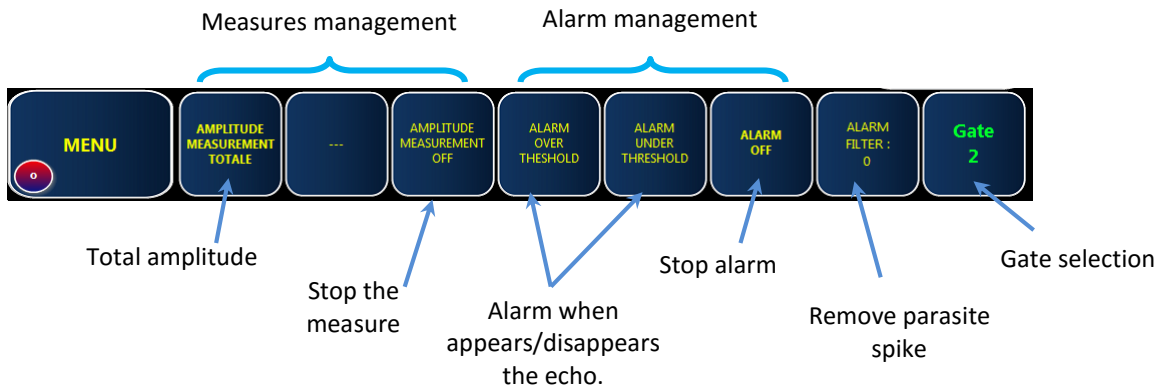 Measures management
Alarm management
MENU
o
AMPLITUDE
MEASUREMENT
TOTALE
---
AMPLITUDE
MEASUREMENT
OFF
ALARM
OVER
THESHOLD
ALARM
UNDER
THRESHOLD
ALARM
OFF
ALARM
FILTER :
0
Gate
2
Total amplitude
Stop the
measure
Alarm when
appears/disappears
the echo.
Stop alarm
Remove parasite
spike
Gate selection